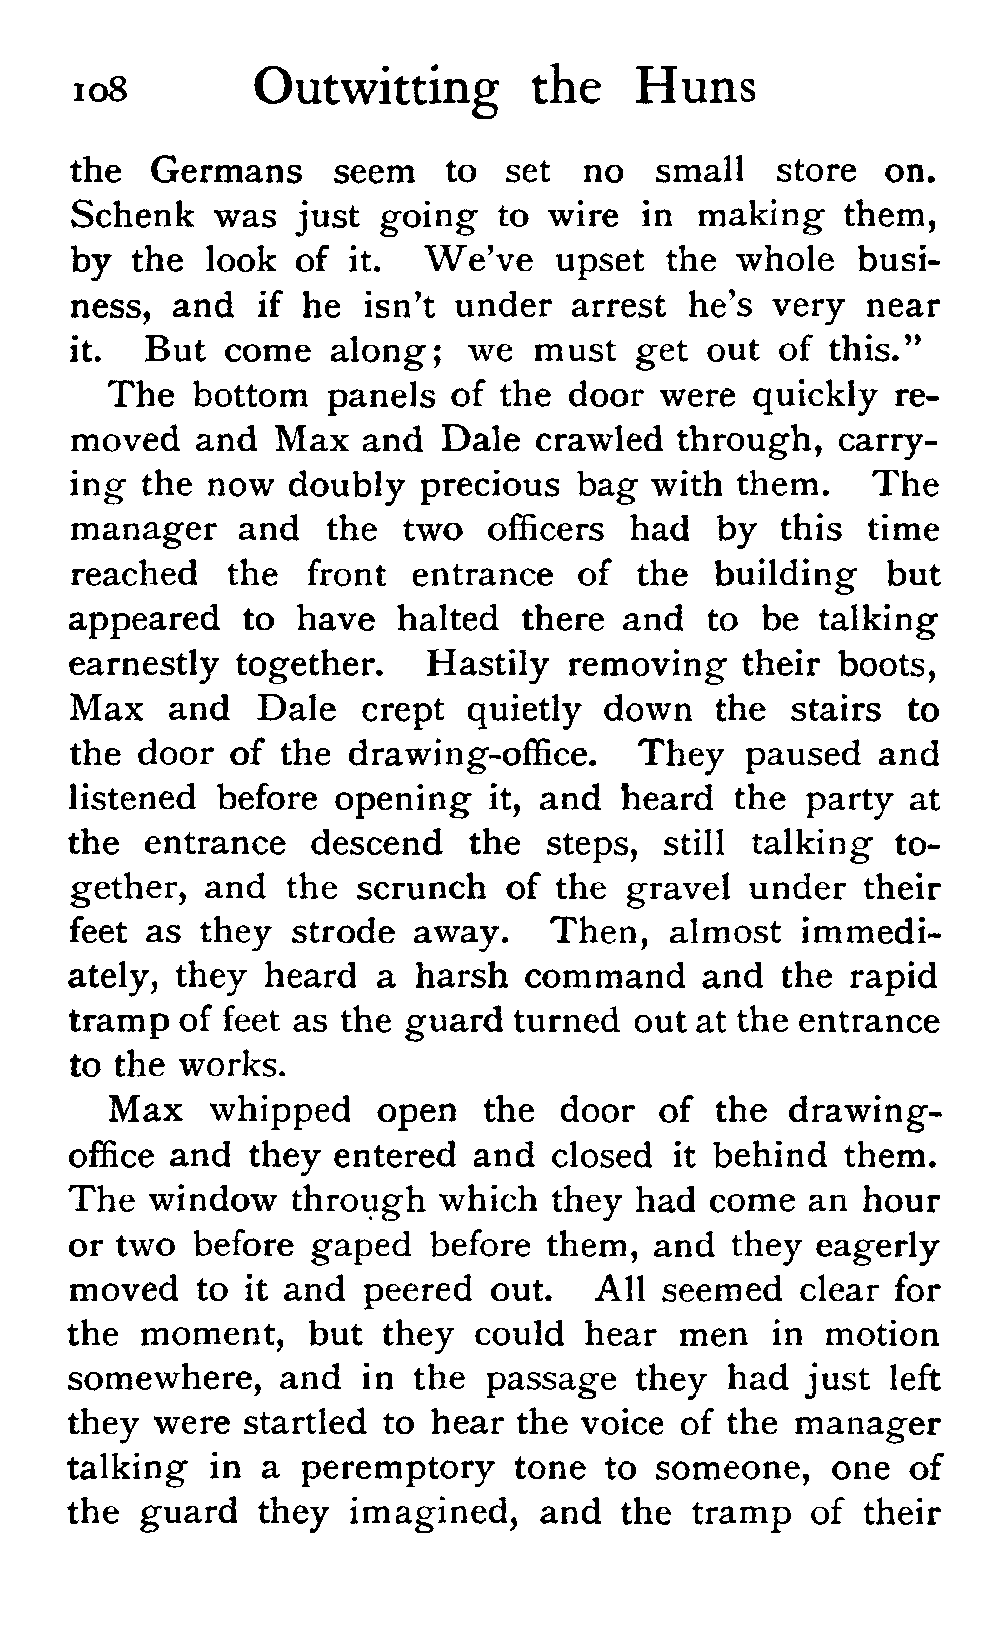 108 Outwitting the Huns
the Germans seem to set no small store on.
Schenk was just going to wire in making them,
by the look of it. We've upset the whole busi-
ness, and if he isn't under arrest he's very near
it. But come along; we must get out of this."
The bottom panels of the door were quickly re-
moved and Max and Dale crawled through, carry-
ing the now doubly precious bag with them. The
manager and the two officers had by this time
reached the front entrance of the building but
appeared to have halted there and to be talking
earnestly together. Hastily removing their boots,
Max and Dale crept quietly down the stairs to
the door of the drawing-office. They paused and
listened before opening it, and heard the party at
the entrance descend the steps, still talking to-
gether, and the scrunch of the gravel under their
feet as they strode away. Then, almost immedi-
ately, they heard a harsh command and the rapid
tramp of feet as the guard turned out at the entrance
to the works.
Max whipped open the door of the drawing-
office and they entered and closed it behind them.
The window through which they had come an hour
or two before gaped before them, and they eagerly
moved to it and peered out. All seemed clear for
the moment, but they could hear men in motion
somewhere, and in the passage they had just left
they were startled to hear the voice of the manager
talking in a peremptory tone to someone, one of
the guard they imagined, and the tramp of their